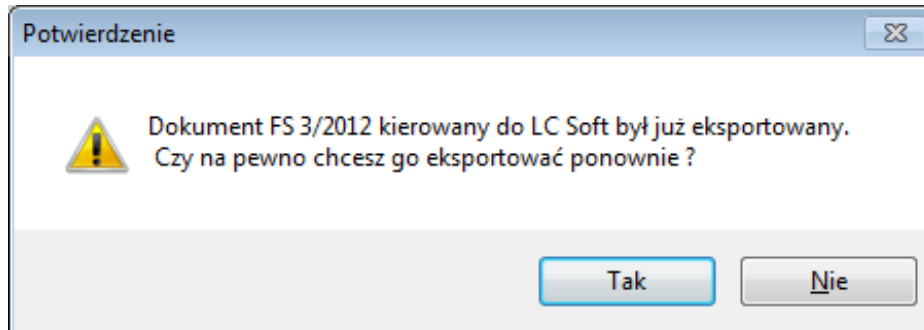 Potwierdzenie
Dokument FS 3/2012 kierowany do LC Soft był już eksportowany.
Czy na pewno chcesz go eksportować ponownie ?
Tak
Nie